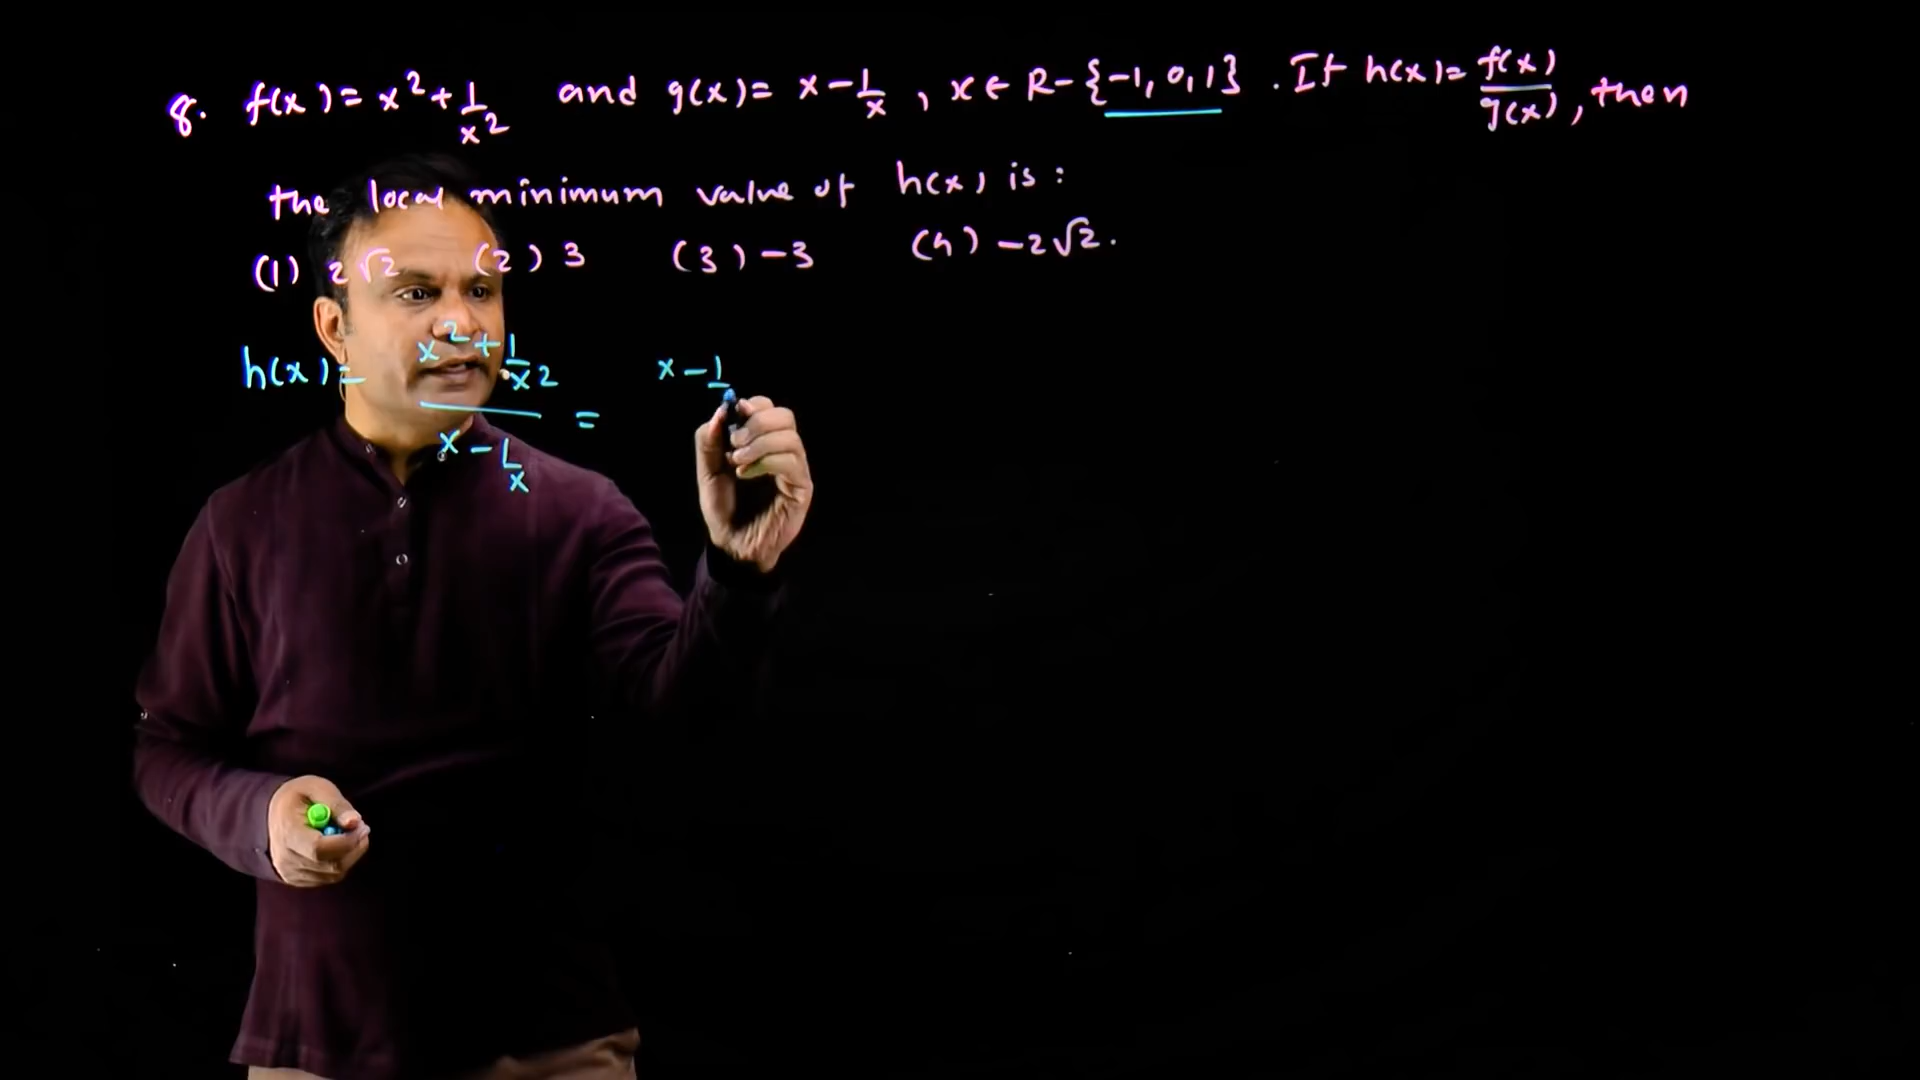 8. f(x) = x² + 1/x² and g(x) = x - 1/x , x ∈ R - {-1, 0, 1} . If h(x) = f(x)/g(x), then
the local minimum value of h(x) is :
(1) 2√2 (2) 3 (3) -3 (4) -2√2.
h(x) = (x² + 1/x²)/(x - 1/x) = x - 1